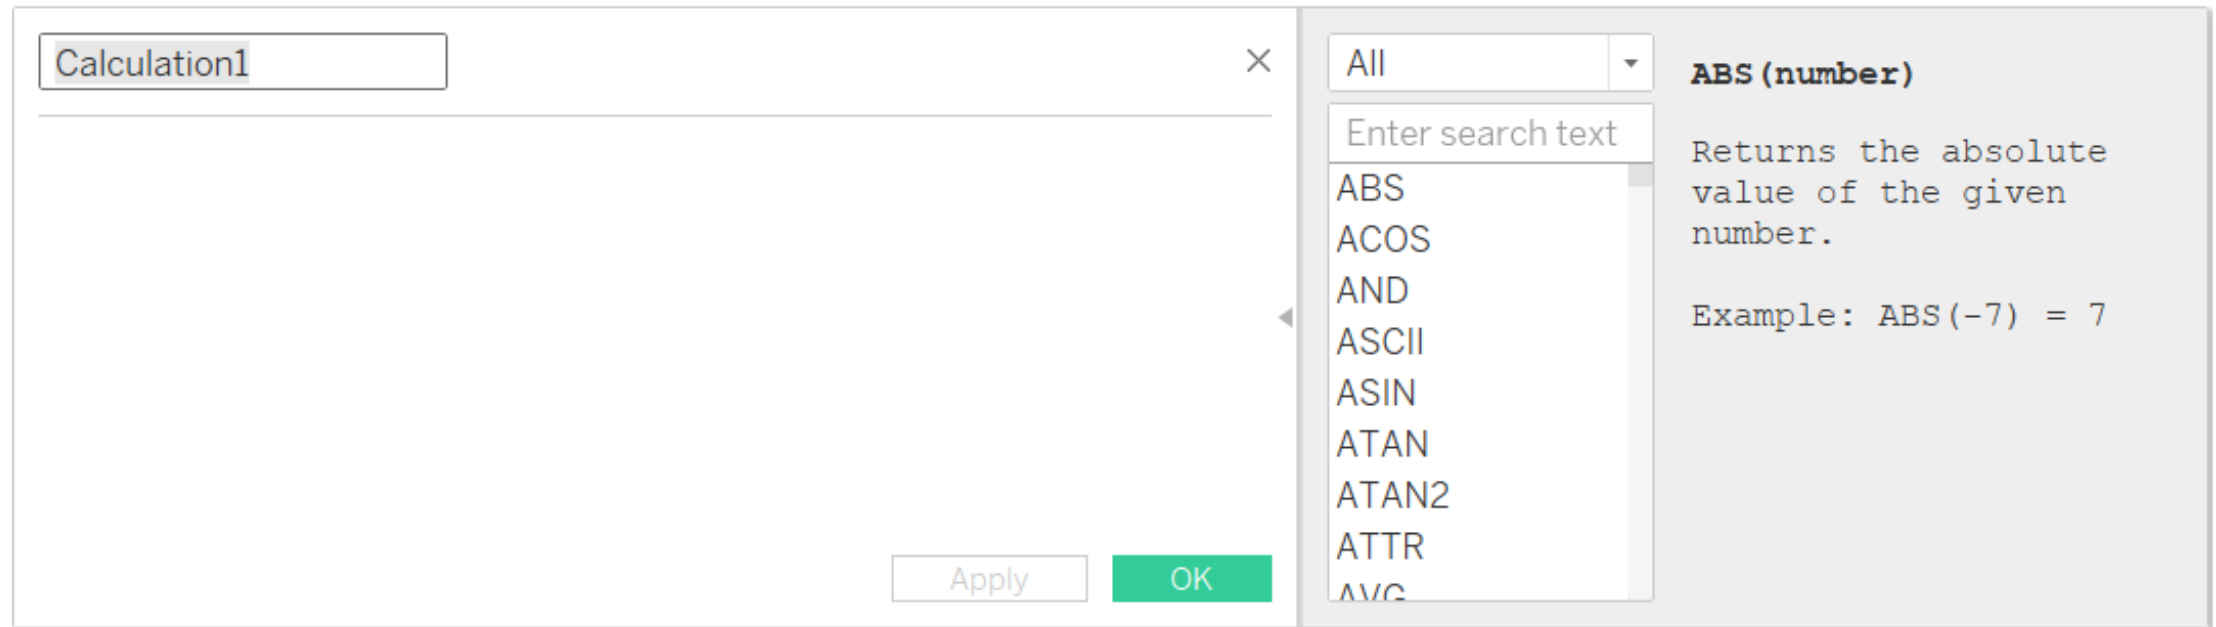 Calculation1
Apply
OK
All
Enter search text
ABS
ACOS
AND
ASCII
ASIN
ATAN
ATAN2
ATTR
AVG
ABS(number)
Returns the absolute
value of the given
number.
Example: ABS(-7) = 7